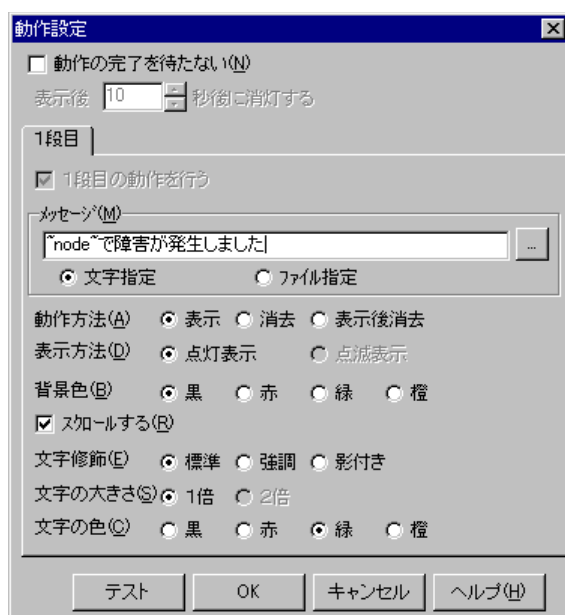 動作設定
動作の完了を待たない(N)
表示後 10 秒後に消灯する
1段目
1段目の動作を行う
メッセージ(M)
~node~で障害が発生しました
...
文字指定 ファイル指定
動作方法(A) 表示 消去 表示後消去
表示方法(D) 点灯表示 点滅表示
背景色(B) 黒 赤 緑 橙
スクロールする(R)
文字修飾(E) 標準 強調 影付き
文字の大きさ(S) 1倍 2倍
文字の色(C) 黒 赤 緑 橙
テスト OK キャンセル ヘルプ(H)